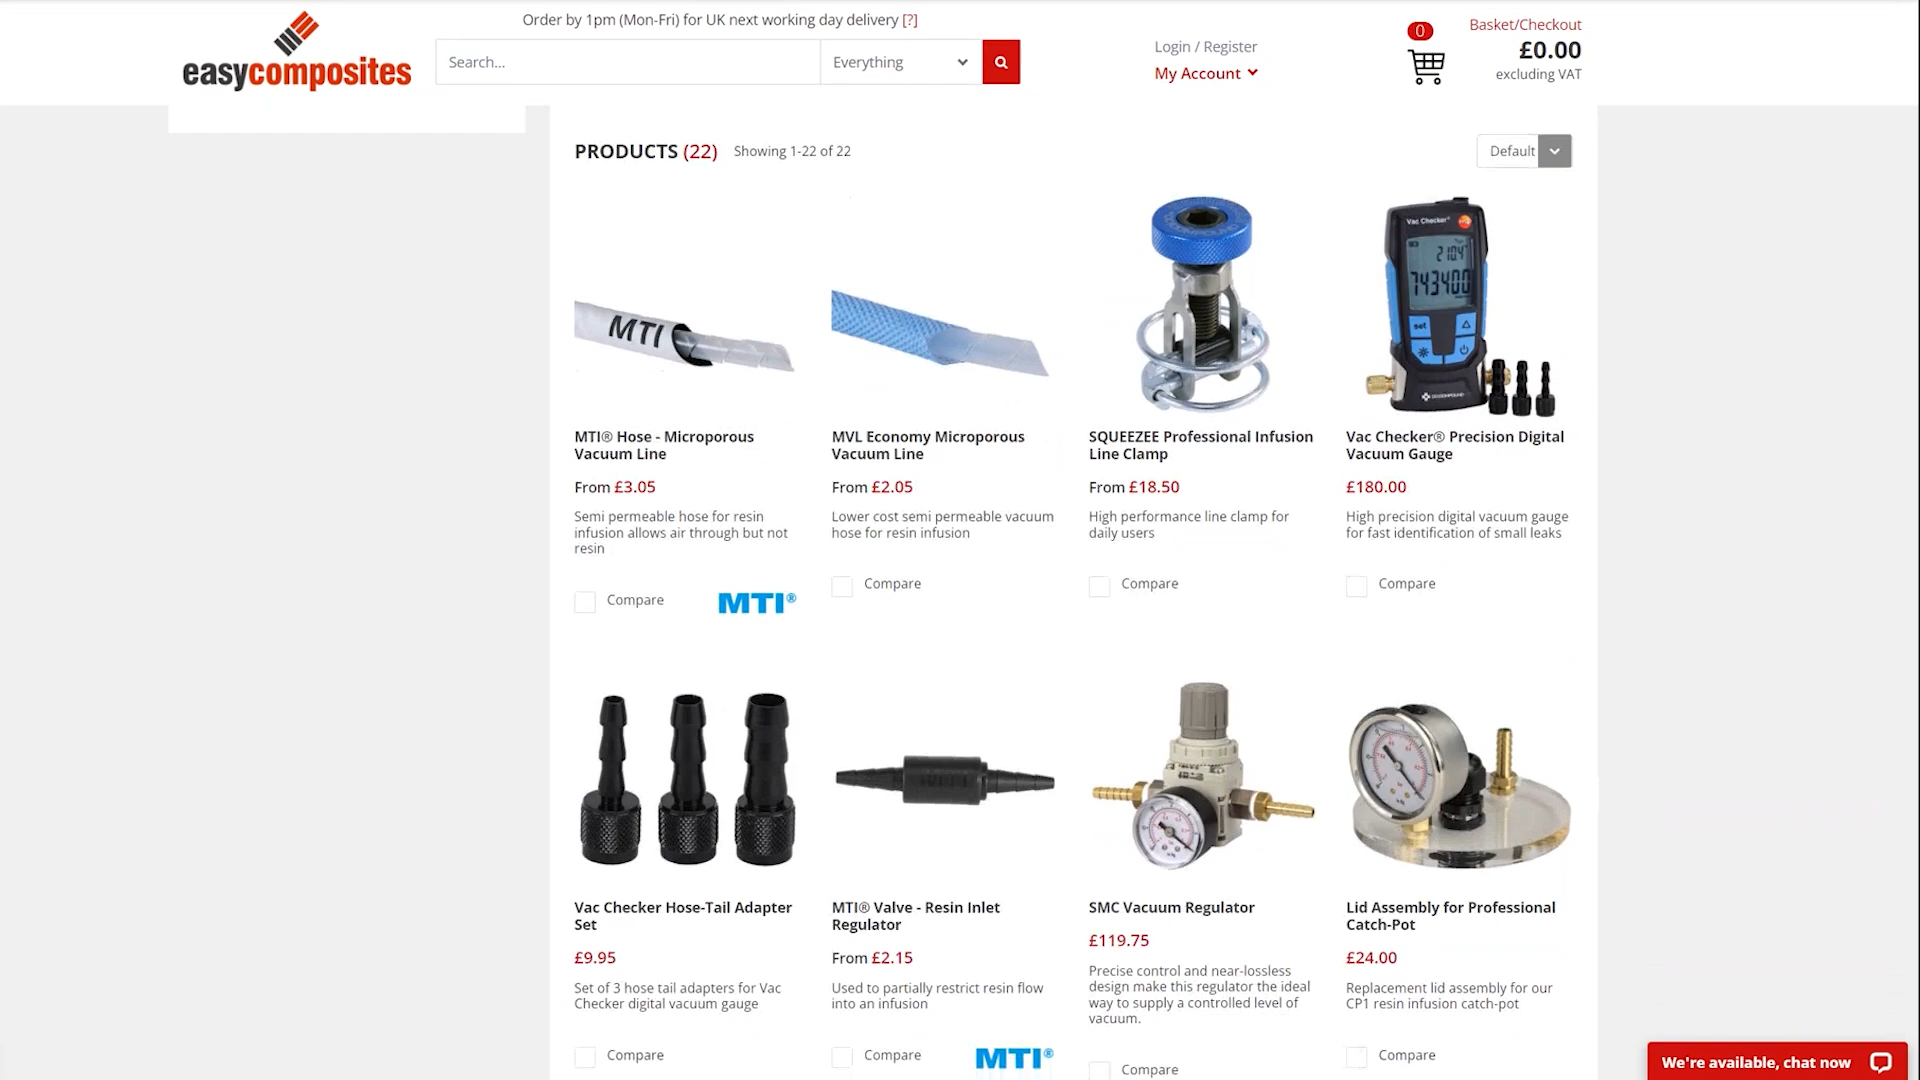 Order by 1pm (Mon-Fri) for UK next working day delivery [?]
easycomposites
Search...
Everything
Login / Register
My Account
0
Basket/Checkout
£0.00
excluding VAT
PRODUCTS (22) Showing 1-22 of 22
Default
MTI
Vac Checker®
210.4
743400
set
MTI® Hose - Microporous
Vacuum Line
From £3.05
Semi permeable hose for resin
infusion allows air through but not
resin
Compare
MTI®
MVL Economy Microporous
Vacuum Line
From £2.05
Lower cost semi permeable vacuum
hose for resin infusion
Compare
SQUEEZEE Professional Infusion
Line Clamp
From £18.50
High performance line clamp for
daily users
Compare
Vac Checker® Precision Digital
Vacuum Gauge
£180.00
High precision digital vacuum gauge
for fast identification of small leaks
Compare
Vac Checker Hose-Tail Adapter
Set
£9.95
Set of 3 hose tail adapters for Vac
Checker digital vacuum gauge
Compare
MTI® Valve - Resin Inlet
Regulator
From £2.15
Used to partially restrict resin flow
into an infusion
Compare
MTI®
SMC Vacuum Regulator
£119.75
Precise control and near-lossless
design make this regulator the ideal
way to supply a controlled level of
vacuum.
Compare
Lid Assembly for Professional
Catch-Pot
£24.00
Replacement lid assembly for our
CP1 resin infusion catch-pot
Compare
We're available, chat now